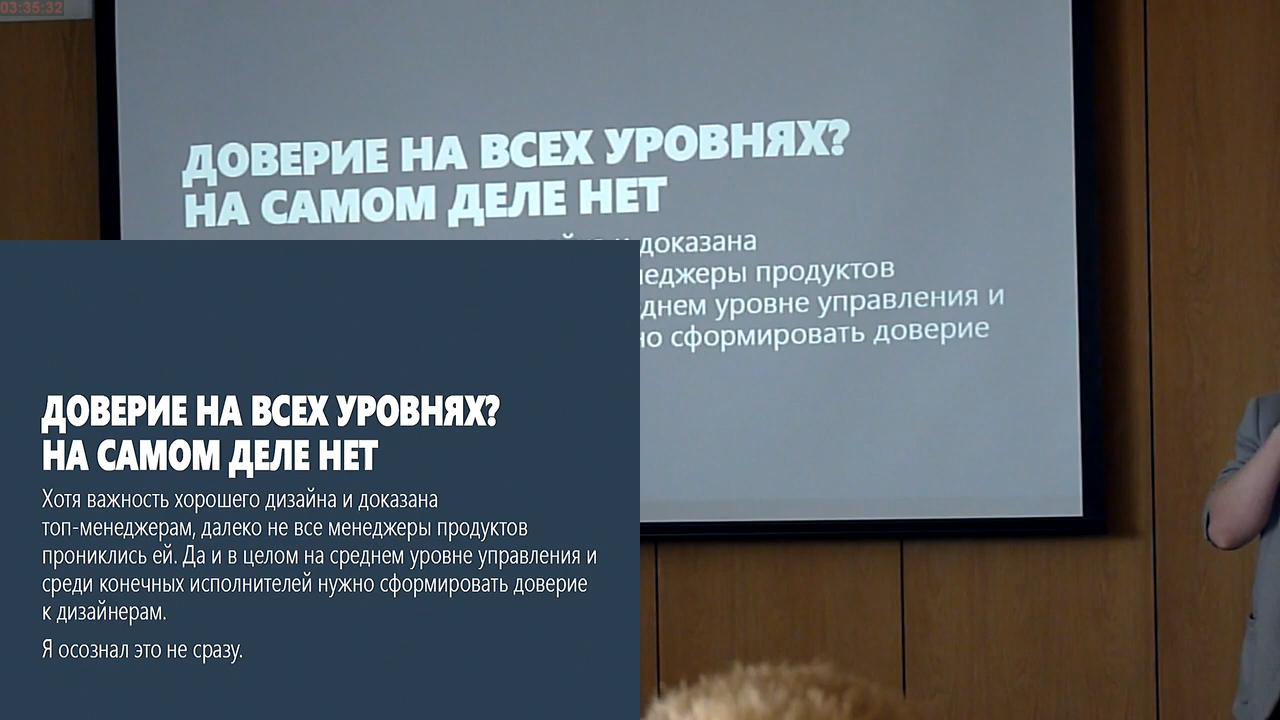 03:35:32
ДОВЕРИЕ НА ВСЕХ УРОВНЯХ?
НА САМОМ ДЕЛЕ НЕТ
доказана
неджеры продуктов
днем уровне управления и
но сформировать доверие
ДОВЕРИЕ НА ВСЕХ УРОВНЯХ?
НА САМОМ ДЕЛЕ НЕТ
Хотя важность хорошего дизайна и доказана
топ-менеджерам, далеко не все менеджеры продуктов
прониклись ей. Да и в целом на среднем уровне управления и
среди конечных исполнителей нужно сформировать доверие
к дизайнерам.
Я осознал это не сразу.